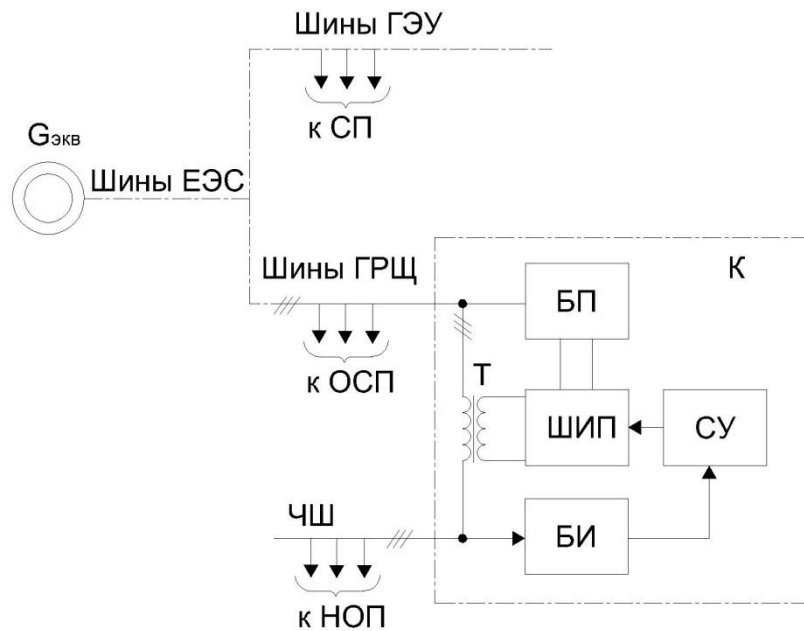 Шины ГЭУ
к СП
Gэкв
Шины ЕЭС
Шины ГРЩ
К
БП
к ОСП
Т
ШИП
СУ
ЧШ
БИ
к НОП